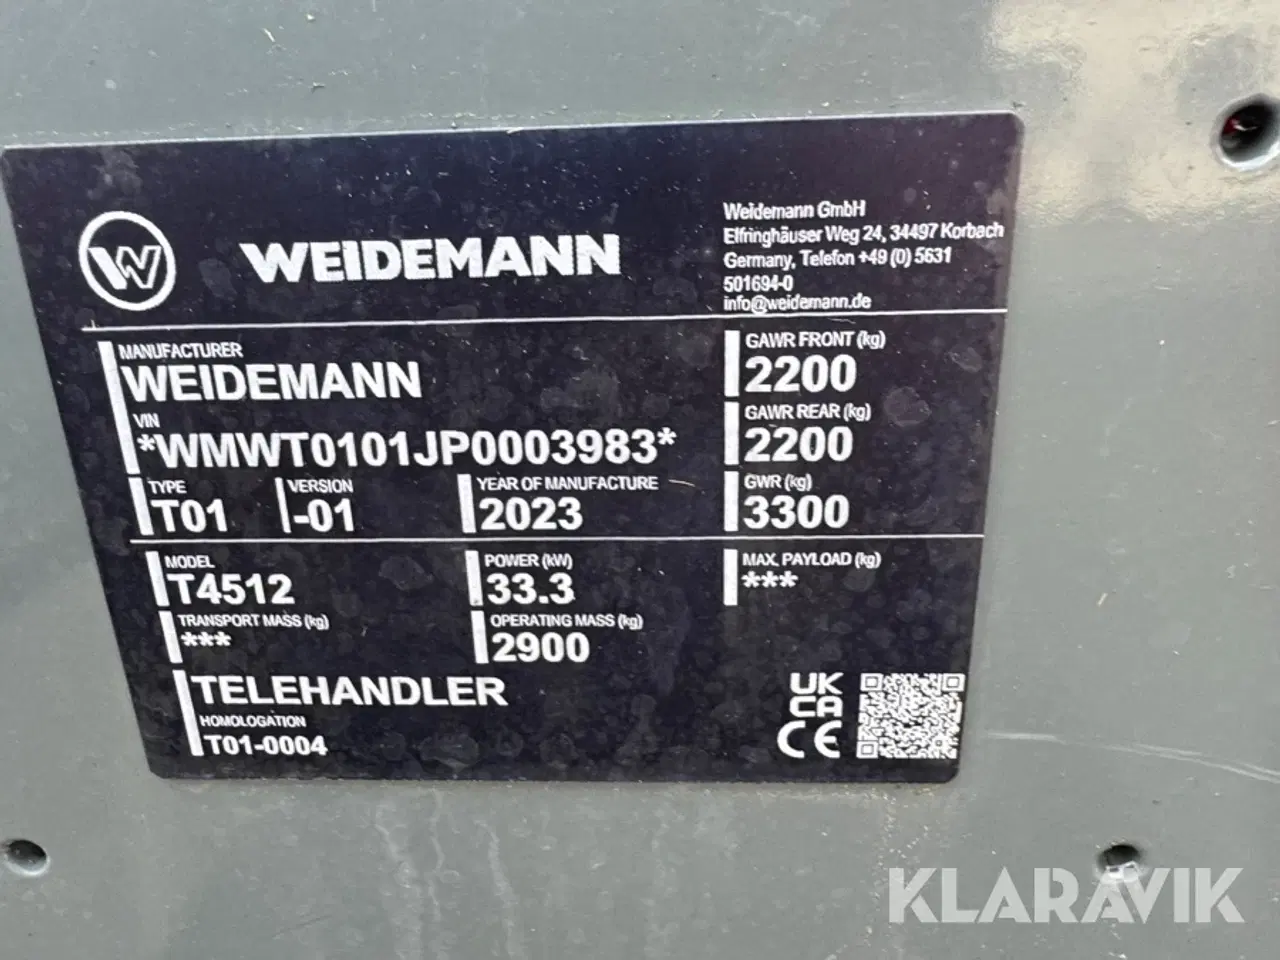 W WEIDEMANN
Weidemann GmbH
Elfringhäuser Weg 24, 34497 Korbach
Germany, Telefon +49 (0) 5631
501694-0
info@weidemann.de
MANUFACTURER
WEIDEMANN
VIN
*WMWT0101JP0003983*
TYPE VERSION YEAR OF MANUFACTURE
T01 -01 2023
GAWR FRONT (kg)
2200
GAWR REAR (kg)
2200
GWR (kg)
3300
MODEL POWER (kW) MAX. PAYLOAD (kg)
T4512 33.3 ***
TRANSPORT MASS (kg) OPERATING MASS (kg)
*** 2900
TELEHANDLER
HOMOLOGATION
T01-0004
UK
CA
CE
KLARAVIK